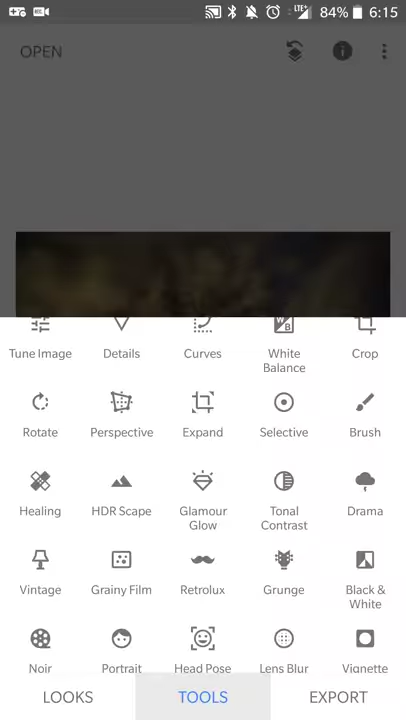 84% 6:15
OPEN
Tune Image Details Curves White Balance Crop
Rotate Perspective Expand Selective Brush
Healing HDR Scape Glamour Glow Tonal Contrast Drama
Vintage Grainy Film Retrolux Grunge Black & White
Noir Portrait Head Pose Lens Blur Vignette
LOOKS TOOLS EXPORT